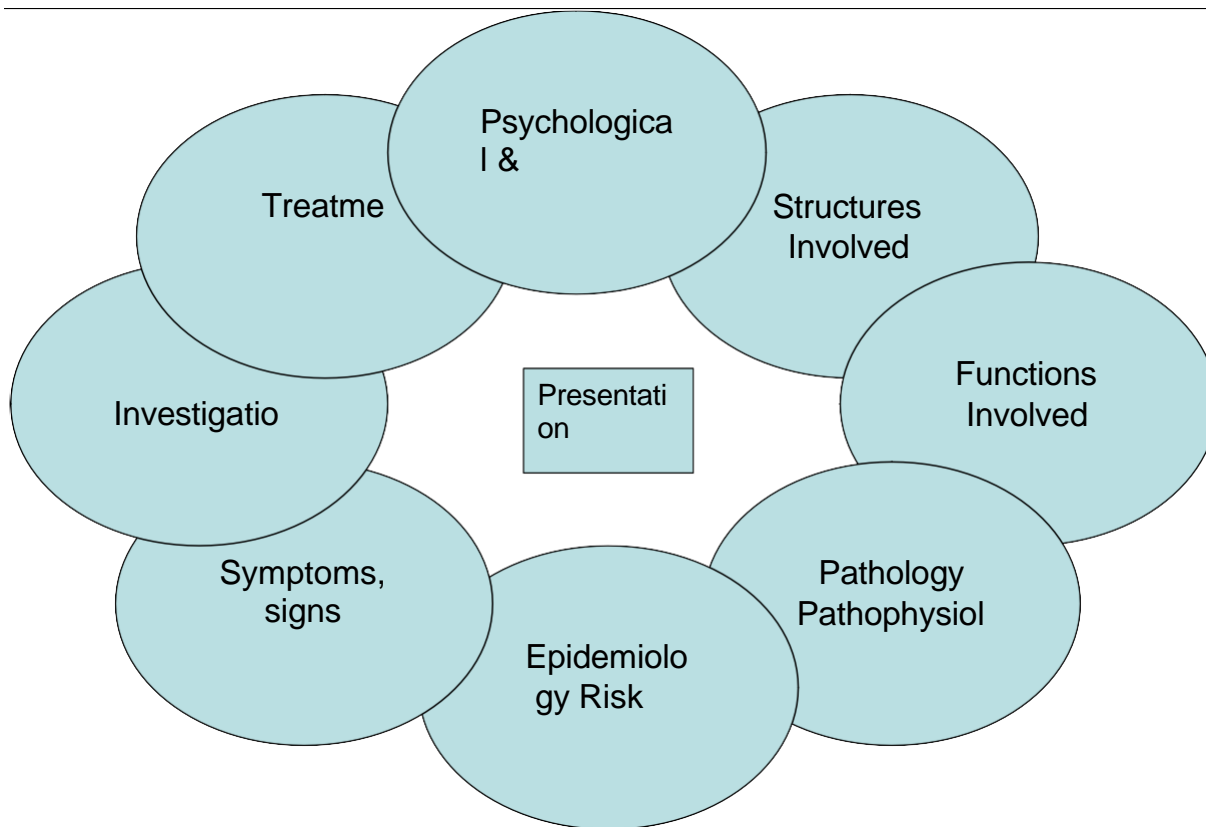 Psychologica
l &
Structures
Involved
Functions
Involved
Pathology
Pathophysiol
Epidemiolo
gy Risk
Symptoms,
signs
Investigatio
Treatme
Presentati
on